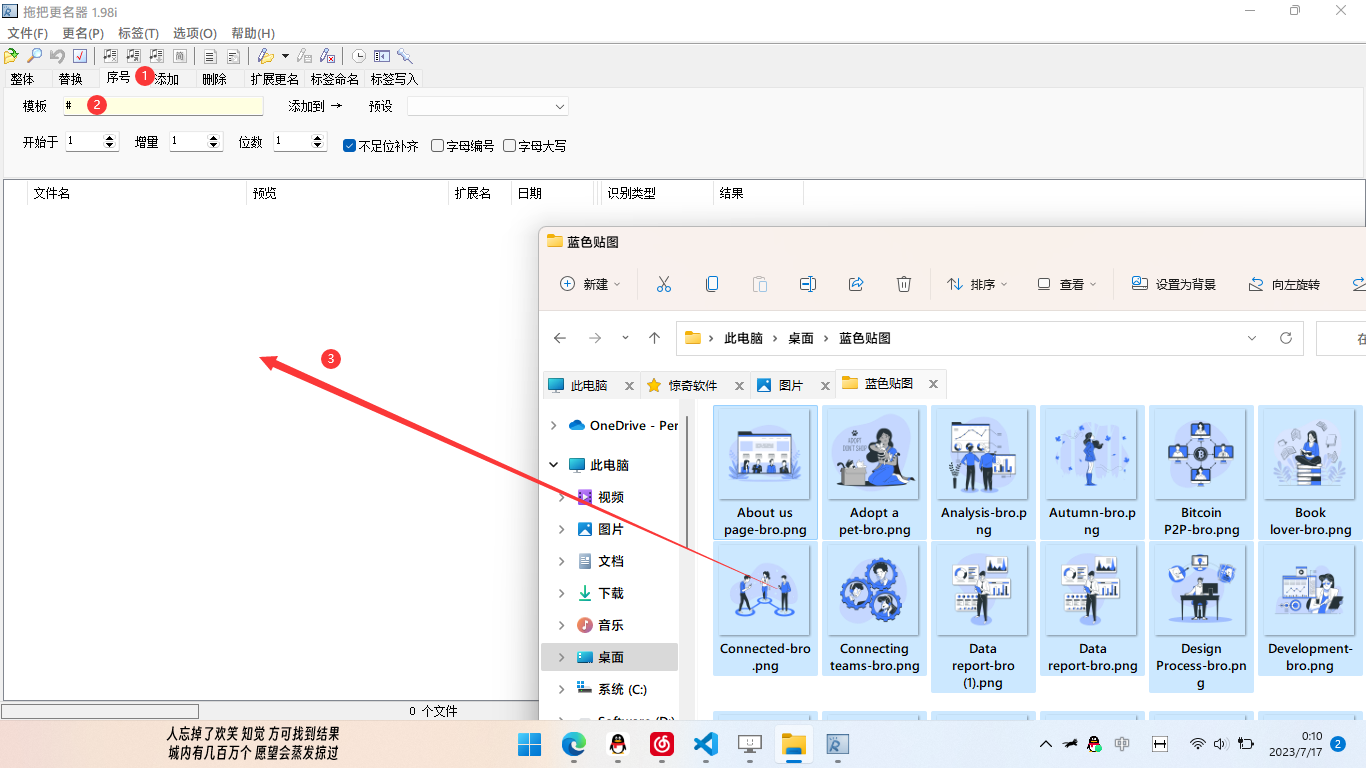 拖把更名器 1.98i
文件(F) 更名(P) 标签(T) 选项(O) 帮助(H)
整体 替换 序号 1 添加 删除 扩展更名 标签命名 标签写入
模板 # 2 添加到 → 预设
开始于 1 增量 1 位数 1 不足位补齐 字母编号 字母大写
文件名 预览 扩展名 日期 识别类型 结果
蓝色贴图
新建 排序 查看 设置为背景 向左旋转
此电脑 › 桌面 › 蓝色贴图 在
3
此电脑 惊奇软件 图片 蓝色贴图
OneDrive - Per
此电脑
视频
图片
文档
下载
音乐
桌面
系统 (C:)
About us
page-bro.png
Adopt a
pet-bro.png
Analysis-bro.p
ng
Autumn-bro.p
ng
Bitcoin
P2P-bro.png
Book
lover-bro.png
Connected-bro
.png
Connecting
teams-bro.png
Data
report-bro
(1).png
Data
report-bro.png
Design
Process-bro.pn
g
Development-
bro.png
0 个文件
人忘掉了欢笑 知觉 方可找到结果
城内有几百万个 愿望会蒸发掠过
中
0:10
2023/7/17
2